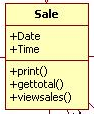 Sale
+Date
+Time
+print()
+gettotal()
+viewsales()